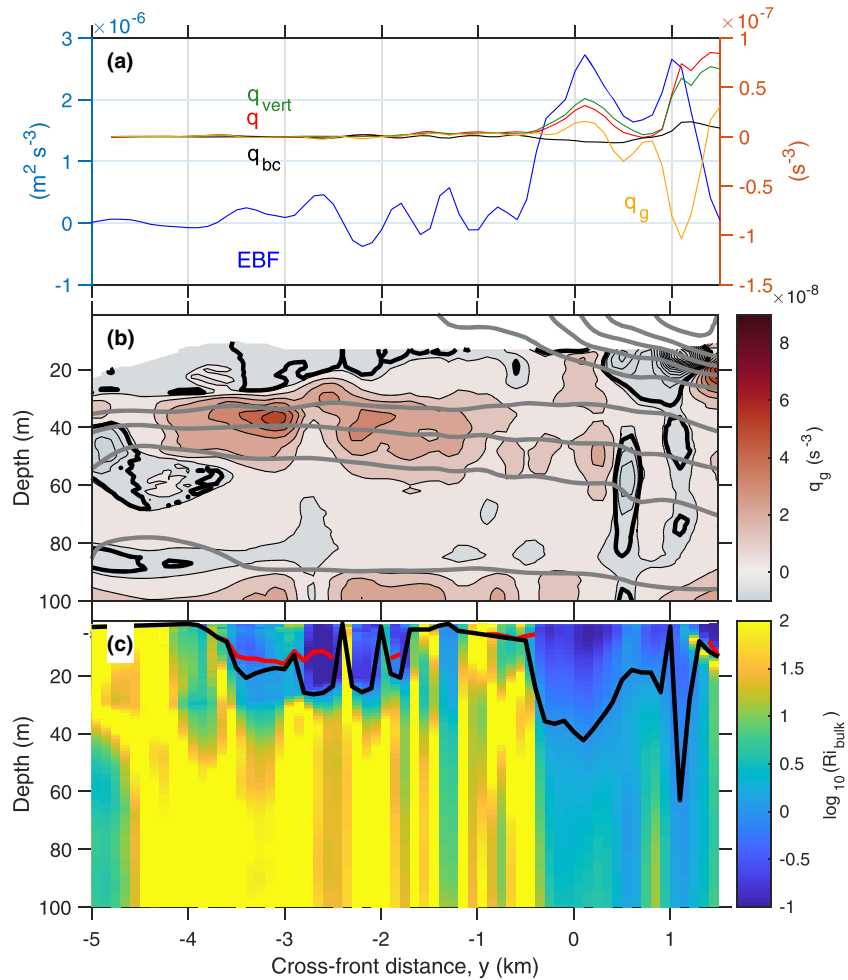 ×10^-6
×10^-7
(a)
3
2
1
0
-1
(m^2 s^-3)
1
0.5
0
-0.5
-1
-1.5
(s^-3)
q_vert
q
q_bc
q_g
EBF
(b)
20
40
60
80
100
Depth (m)
×10^-8
8
6
4
2
0
q_g (s^-3)
(c)
20
40
60
80
100
Depth (m)
2
1.5
1
0.5
0
-0.5
-1
log_10(Ri_bulk)
-5 -4 -3 -2 -1 0 1
Cross-front distance, y (km)